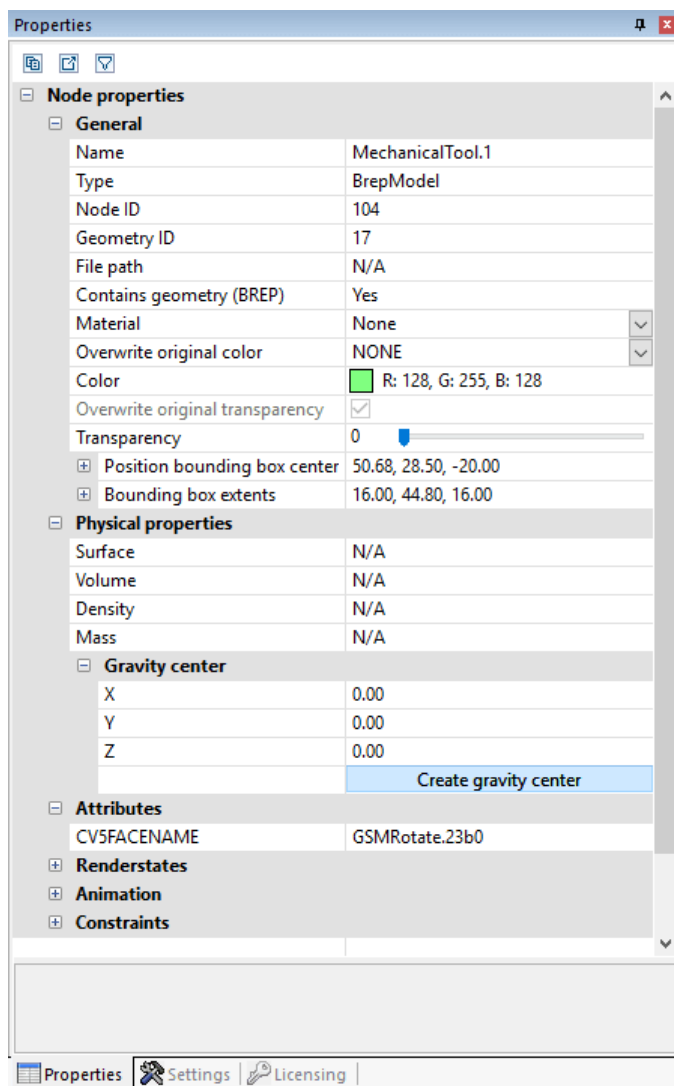 Properties
Node properties
General
Name MechanicalTool.1
Type BrepModel
Node ID 104
Geometry ID 17
File path N/A
Contains geometry (BREP) Yes
Material None
Overwrite original color NONE
Color R: 128, G: 255, B: 128
Overwrite original transparency
Transparency 0
Position bounding box center 50.68, 28.50, -20.00
Bounding box extents 16.00, 44.80, 16.00
Physical properties
Surface N/A
Volume N/A
Density N/A
Mass N/A
Gravity center
X 0.00
Y 0.00
Z 0.00
Create gravity center
Attributes
CV5FACENAME GSMRotate.23b0
Renderstates
Animation
Constraints
Properties Settings Licensing